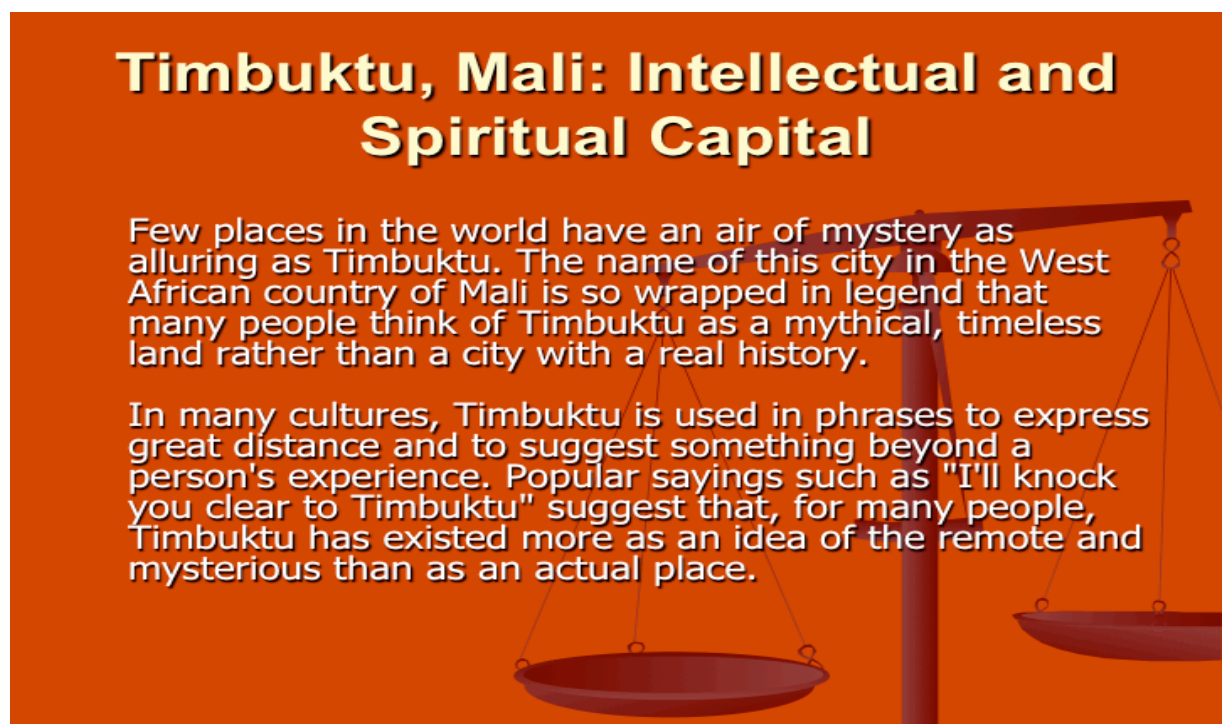 Timbuktu, Mali: Intellectual and
Spiritual Capital
Few places in the world have an air of mystery as
alluring as Timbuktu. The name of this city in the West
African country of Mali is so wrapped in legend that
many people think of Timbuktu as a mythical, timeless
land rather than a city with a real history.
In many cultures, Timbuktu is used in phrases to express
great distance and to suggest something beyond a
person's experience. Popular sayings such as "I'll knock
you clear to Timbuktu" suggest that, for many people,
Timbuktu has existed more as an idea of the remote and
mysterious than as an actual place.